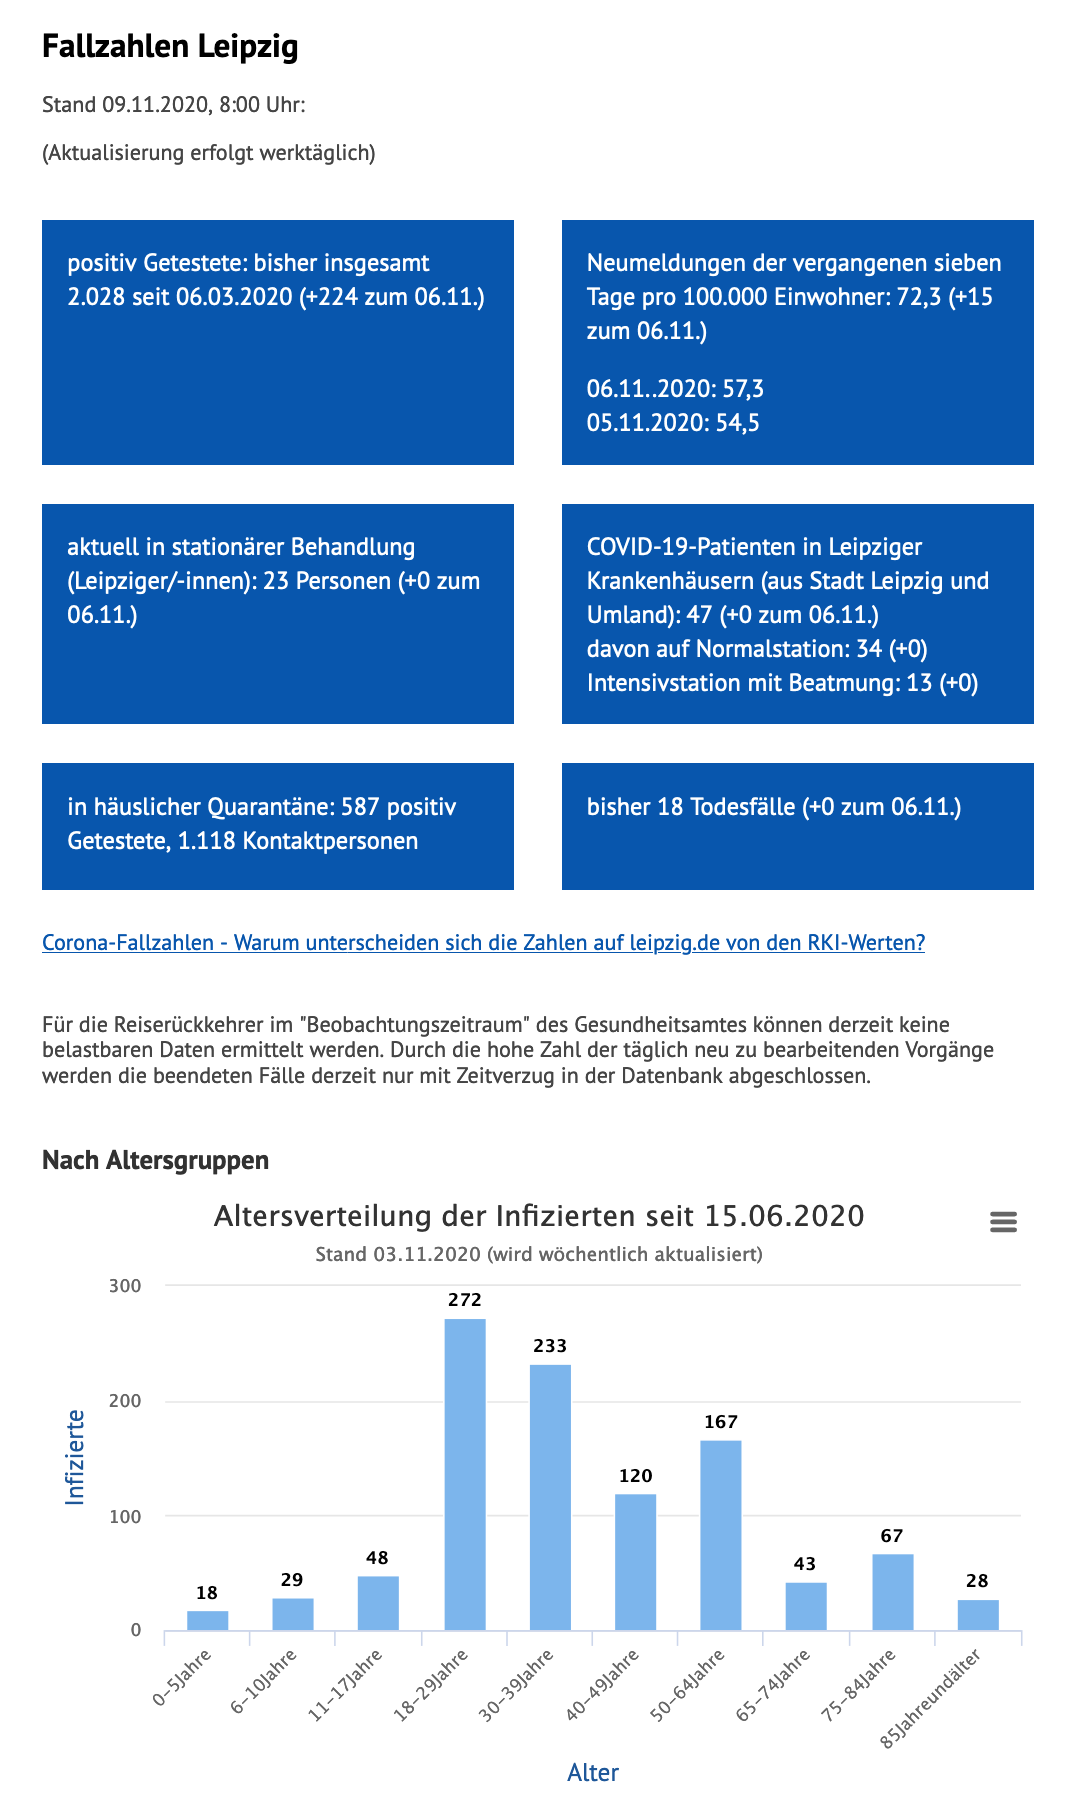 Fallzahlen Leipzig
Stand 09.11.2020, 8:00 Uhr:
(Aktualisierung erfolgt werktäglich)
positiv Getestete: bisher insgesamt
2.028 seit 06.03.2020 (+224 zum 06.11.)
Neumeldungen der vergangenen sieben
Tage pro 100.000 Einwohner: 72,3 (+15
zum 06.11.)
06.11..2020: 57,3
05.11.2020: 54,5
aktuell in stationärer Behandlung
(Leipziger/-innen): 23 Personen (+0 zum
06.11.)
COVID-19-Patienten in Leipziger
Krankenhäusern (aus Stadt Leipzig und
Umland): 47 (+0 zum 06.11.)
davon auf Normalstation: 34 (+0)
Intensivstation mit Beatmung: 13 (+0)
in häuslicher Quarantäne: 587 positiv
Getestete, 1.118 Kontaktpersonen
bisher 18 Todesfälle (+0 zum 06.11.)
Corona-Fallzahlen - Warum unterscheiden sich die Zahlen auf leipzig.de von den RKI-Werten?
Für die Reiserückkehrer im "Beobachtungszeitraum" des Gesundheitsamtes können derzeit keine
belastbaren Daten ermittelt werden. Durch die hohe Zahl der täglich neu zu bearbeitenden Vorgänge
werden die beendeten Fälle derzeit nur mit Zeitverzug in der Datenbank abgeschlossen.
Nach Altersgruppen
Altersverteilung der Infizierten seit 15.06.2020
Stand 03.11.2020 (wird wöchentlich aktualisiert)
Infizierte
300
200
100
0
18
29
48
272
233
120
167
43
67
28
0–5Jahre
6–10Jahre
11–17Jahre
18–29Jahre
30–39Jahre
40–49Jahre
50–64Jahre
65–74Jahre
75–84Jahre
85Jahreundälter
Alter